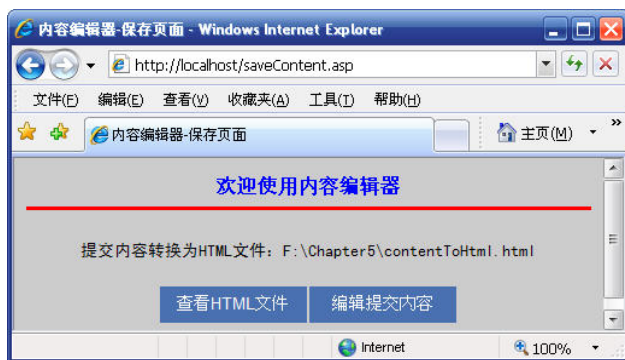 内容编辑器-保存页面 - Windows Internet Explorer
http://localhost/saveContent.asp
文件(F) 编辑(E) 查看(V) 收藏夹(A) 工具(T) 帮助(H)
内容编辑器-保存页面 主页(M) »
欢迎使用内容编辑器
提交内容转换为HTML文件：F:\Chapter5\contentToHtml.html
查看HTML文件 编辑提交内容
Internet 100%